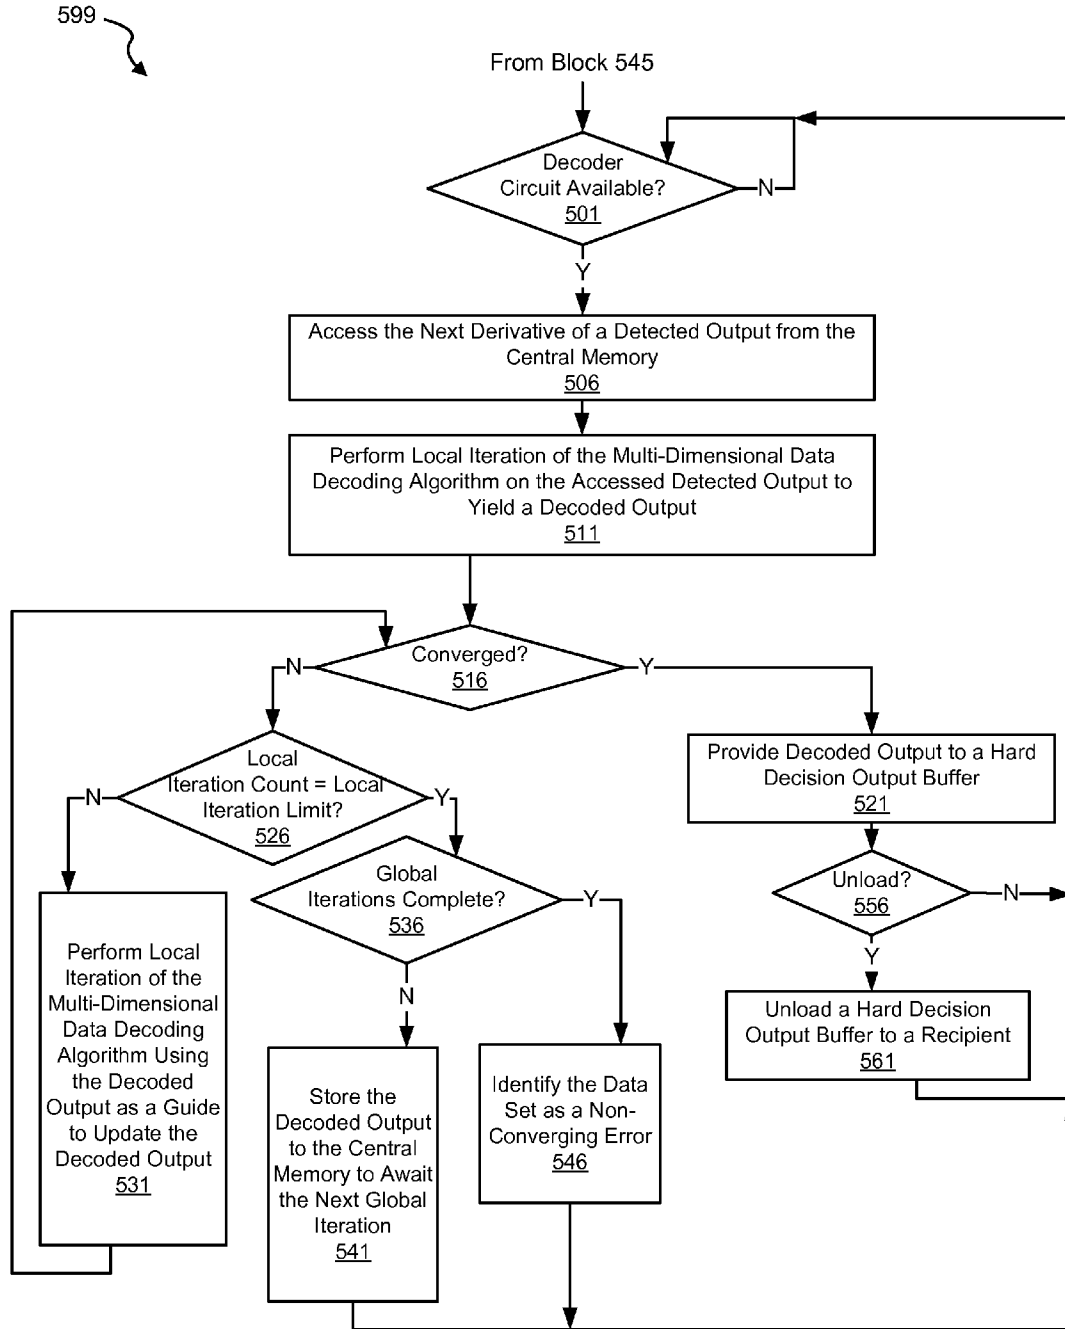 599
From Block 545
Decoder
Circuit Available?
501
N
Y
Access the Next Derivative of a Detected Output from the
Central Memory
506
Perform Local Iteration of the Multi-Dimensional Data
Decoding Algorithm on the Accessed Detected Output to
Yield a Decoded Output
511
Converged?
516
N
Y
Local
Iteration Count = Local
Iteration Limit?
526
N
Y
Provide Decoded Output to a Hard
Decision Output Buffer
521
Global
Iterations Complete?
536
Y
N
Unload?
556
N
Y
Perform Local
Iteration of the
Multi-Dimensional
Data Decoding
Algorithm Using
the Decoded
Output as a Guide
to Update the
Decoded Output
531
Store the
Decoded Output
to the Central
Memory to Await
the Next Global
Iteration
541
Identify the Data
Set as a Non-
Converging Error
546
Unload a Hard Decision
Output Buffer to a Recipient
561